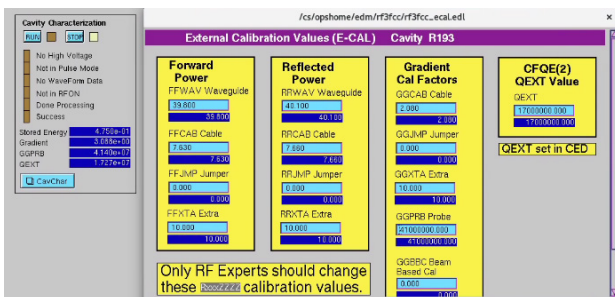 /cs/opshome/edm/rf3fcc/rf3fcc_ecal.edl
×
Cavity Characterization
RUN
STOP
No High Voltage
Not in Pulse Mode
No WaveForm Data
Not in RFON
Done Processing
Success
Stored Energy 4.758e-01
Gradient 3.088e+00
GGPRB 4.140e+07
QEXT 1.727e+07
CavChar
External Calibration Values (E-CAL) Cavity R193
Forward
Power
FFWAV Waveguide
39.800
39.800
FFCAB Cable
7.630
7.630
FFJMP Jumper
0.000
0.000
FFXTA Extra
10.000
10.000
Reflected
Power
RRWAV Waveguide
40.100
40.100
RRCAB Cable
7.660
7.660
RRJMP Jumper
0.000
0.000
RRXTA Extra
10.000
10.000
Gradient
Cal Factors
GGCAB Cable
2.080
2.080
GGJMP Jumper
0.000
0.000
GGXTA Extra
10.000
10.000
GGPRB Probe
41000000.000
41000000.000
GGBBC Beam
Based Cal
0.000
0.000
CFQE(2)
QEXT Value
QEXT
17000000.000
17000000.000
QEXT set in CED
Only RF Experts should change
these RxxxZZZZ calibration values.